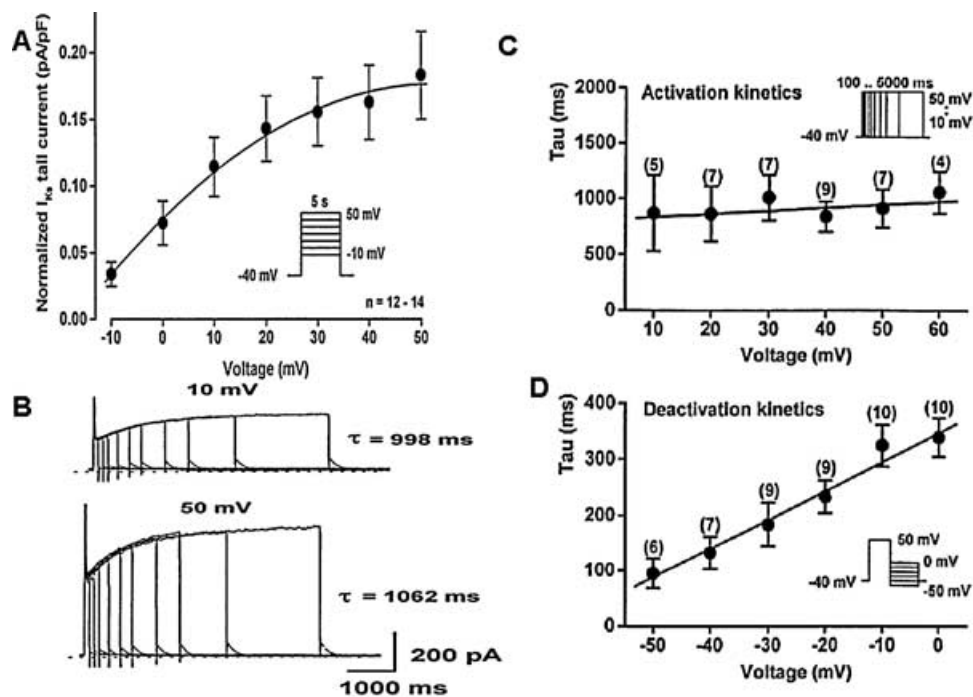 A
Normalized IKs tail current (pA/pF)
0.20
0.15
0.10
0.05
0.00
-10 0 10 20 30 40 50
Voltage (mV)
5 s
50 mV
-10 mV
-40 mV
n = 12 - 14
B
10 mV
τ = 998 ms
50 mV
τ = 1062 ms
200 pA
1000 ms
C
Activation kinetics
Tau (ms)
2000
1500
1000
500
0
10 20 30 40 50 60
Voltage (mV)
(5) (7) (7) (9) (7) (4)
100 .. 5000 ms
50 mV
10 mV
-40 mV
D
Deactivation kinetics
Tau (ms)
400
300
200
100
0
-50 -40 -30 -20 -10 0
Voltage (mV)
(6) (7) (9) (9) (10) (10)
50 mV
0 mV
-40 mV
-50 mV